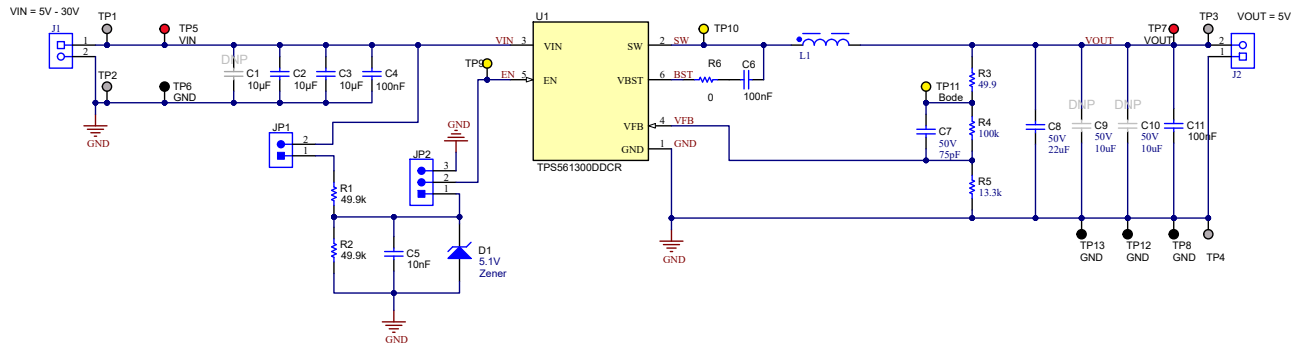 VIN = 5V - 30V
J1
1
2
TP1
TP5
VIN
TP2
TP6
GND
GND
DNP
C1
10µF
C2
10µF
C3
10µF
C4
100nF
JP1
2
1
R1
49.9k
R2
49.9k
C5
10nF
D1
5.1V
Zener
GND
JP2
3
2
1
GND
TP9
EN
VIN
U1
3
VIN
5
EN
SW
2
SW
VBST
6
BST
VFB
4
VFB
GND
1
GND
TPS561300DDCR
TP10
R6
0
C6
100nF
L1
GND
TP11
Bode
C7
50V
75pF
R3
49.9
R4
100k
R5
13.3k
C8
50V
22uF
DNP
C9
50V
10uF
DNP
C10
50V
10uF
C11
100nF
VOUT
TP7
VOUT
TP3
VOUT = 5V
2
1
J2
TP13
GND
TP12
GND
TP8
GND
TP4